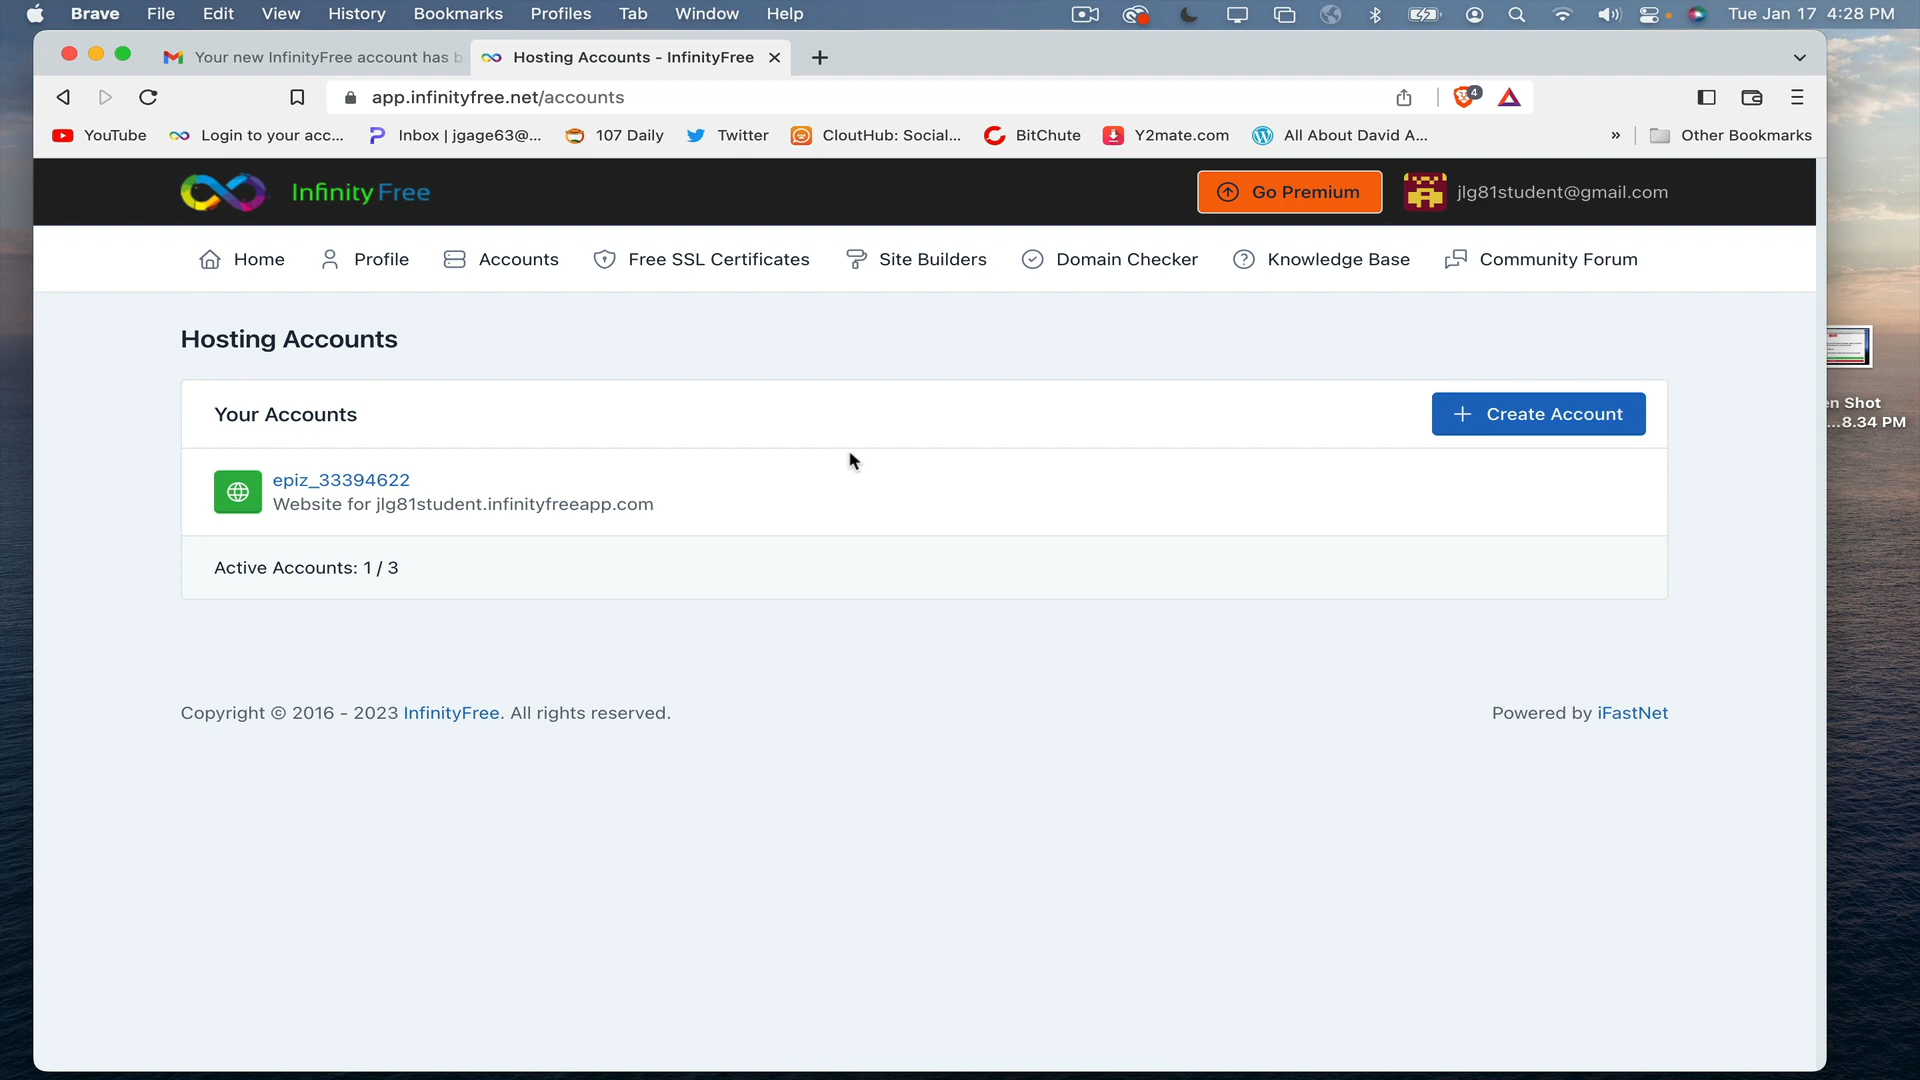 Brave File Edit View History Bookmarks Profiles Tab Window Help Tue Jan 17 4:28 PM
Your new InfinityFree account has b Hosting Accounts - InfinityFree
app.infinityfree.net/accounts 4
YouTube Login to your acc... Inbox | jgage63@... 107 Daily Twitter CloutHub: Social... BitChute Y2mate.com All About David A... » Other Bookmarks
Infinity Free Go Premium jlg81student@gmail.com
Home Profile Accounts Free SSL Certificates Site Builders Domain Checker Knowledge Base Community Forum
Hosting Accounts
Your Accounts + Create Account
en Shot
...8.34 PM
epiz_33394622
Website for jlg81student.infinityfreeapp.com
Active Accounts: 1 / 3
Copyright © 2016 - 2023 InfinityFree. All rights reserved. Powered by iFastNet